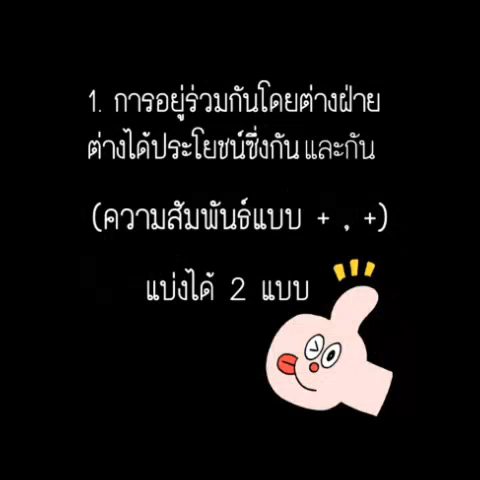 1. การอยู่ร่วมกันโดยต่างฝ่าย
ต่างได้ประโยชน์ซึ่งกันและกัน
(ความสัมพันธ์แบบ + , +)
แบ่งได้ 2 แบบ